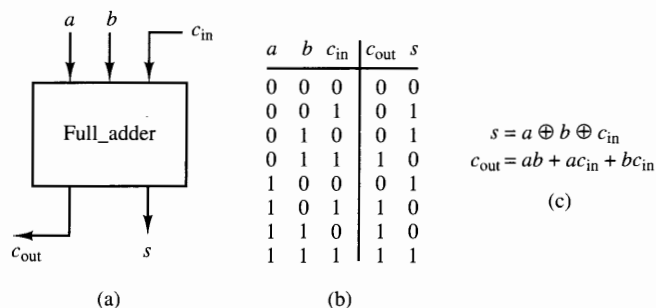 a b c_in
Full_adder
c_out s
(a)
a b c_in c_out s
0 0 0 0 0
0 0 1 0 1
0 1 0 0 1
0 1 1 1 0
1 0 0 0 1
1 0 1 1 0
1 1 0 1 0
1 1 1 1 1
(b)
s = a ⊕ b ⊕ c_in
c_out = ab + ac_in + bc_in
(c)